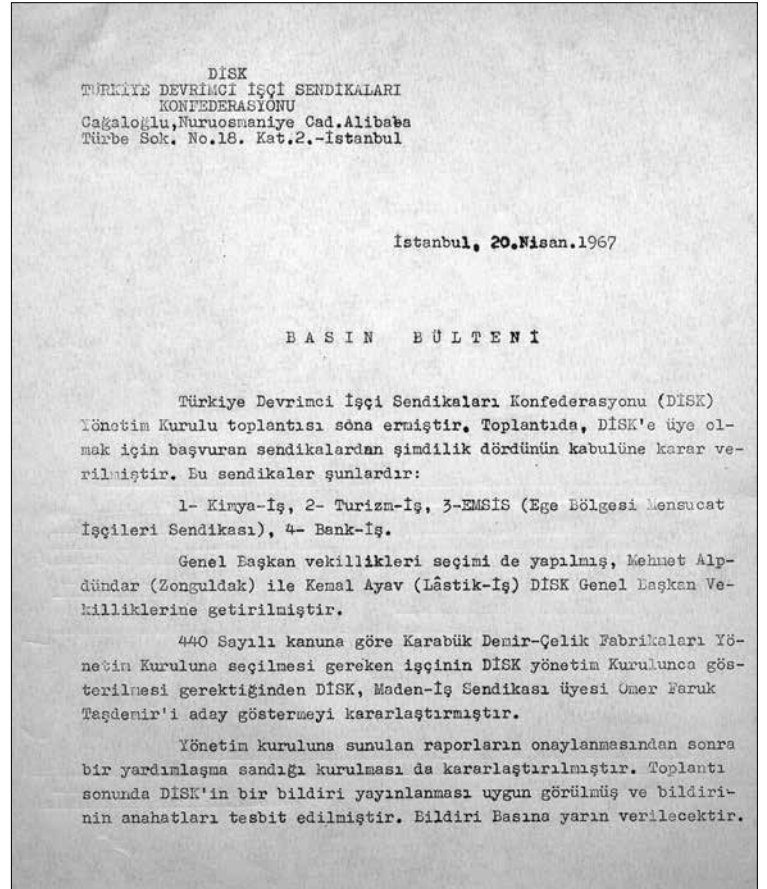 DİSK
TÜRKİYE DEVRİMCİ İŞÇİ SENDİKALARI
KONFEDERASYONU
Cağaloğlu,Nuruosmaniye Cad.Alibaba
Türbe Sok. No.18. Kat.2.-İstanbul
İstanbul, 20.Nisan.1967
BASIN BÜLTENİ
Türkiye Devrimci İşçi Sendikaları Konfederasyonu (DİSK)
Yönetim Kurulu toplantısı sona ermiştir. Toplantıda, DİSK'e üye ol-
mak için başvuran sendikalardan şimdilik dördünün kabulüne karar ve-
rilmiştir. Bu sendikalar şunlardır:
1- Kimya-İş, 2- Turizm-İş, 3-EMSİS (Ege Bölgesi Mensucat
İşçileri Sendikası), 4- Bank-İş.
Genel Başkan vekillikleri seçimi de yapılmış, Mehmet Alp-
dündar (Zonguldak) ile Kemal Ayav (Lâstik-İş) DİSK Genel Başkan Ve-
killiklerine getirilmiştir.
440 Sayılı kanuna göre Karabük Demir-Çelik Fabrikaları Yö-
netim Kuruluna seçilmesi gereken işçinin DİSK yönetim Kurulunca gös-
terilmesi gerektiğinden DİSK, Maden-İş Sendikası üyesi Ömer Faruk
Taşdemir'i aday göstermeyi kararlaştırmıştır.
Yönetim kuruluna sunulan raporların onaylanmasından sonra
bir yardımlaşma sandığı kurulması da kararlaştırılmıştır. Toplantı
sonunda DİSK'in bir bildiri yayınlanması uygun görülmüş ve bildiri-
nin anahatları tesbit edilmiştir. Bildiri Basına yarın verilecektir.